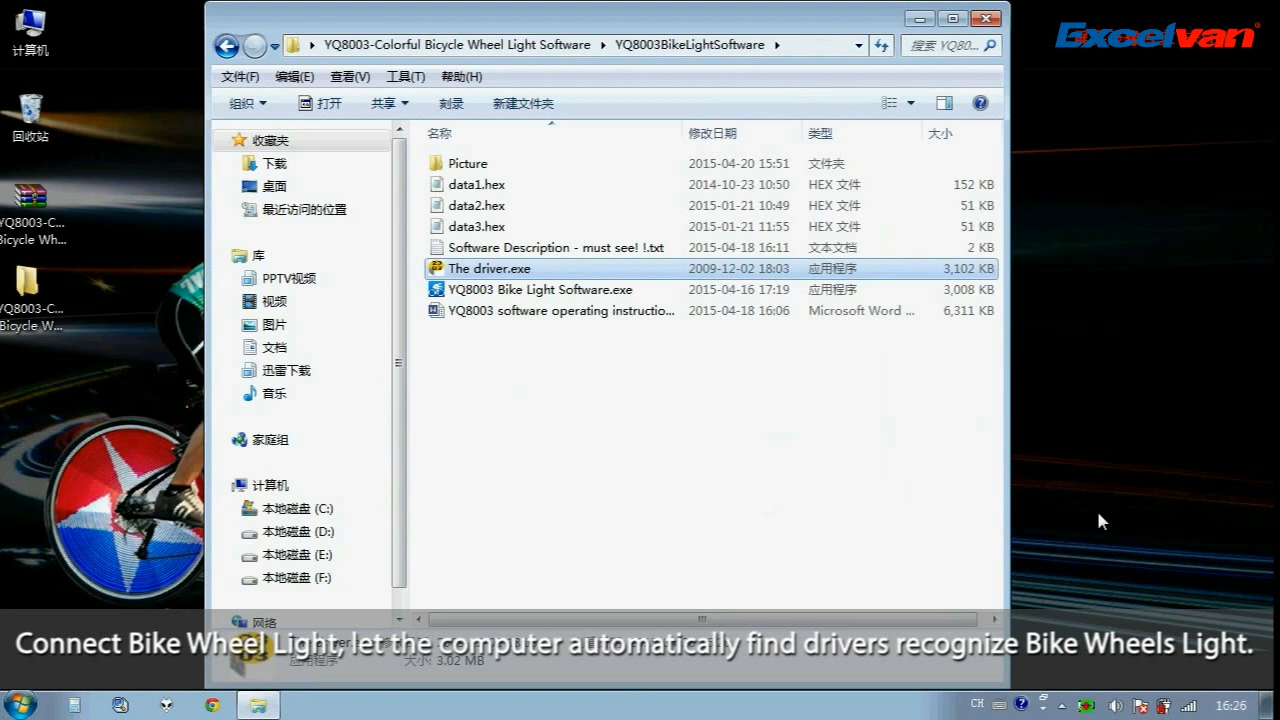 计算机
回收站
YQ8003-C...
Bicycle Wh...
YQ8003-C...
Bicycle W...
Excelvan®
YQ8003-Colorful Bicycle Wheel Light Software
YQ8003BikeLightSoftware
搜索 YQ80...
文件(F) 编辑(E) 查看(V) 工具(T) 帮助(H)
组织 打开 共享 刻录 新建文件夹
收藏夹
下载
桌面
最近访问的位置
库
PPTV视频
视频
图片
文档
迅雷下载
音乐
家庭组
计算机
本地磁盘 (C:)
本地磁盘 (D:)
本地磁盘 (E:)
本地磁盘 (F:)
网络
名称 修改日期 类型 大小
Picture 2015-04-20 15:51 文件夹
data1.hex 2014-10-23 10:50 HEX 文件 152 KB
data2.hex 2015-01-21 10:49 HEX 文件 51 KB
data3.hex 2015-01-21 11:55 HEX 文件 51 KB
Software Description - must see! !.txt 2015-04-18 16:11 文本文档 2 KB
The driver.exe 2009-12-02 18:03 应用程序 3,102 KB
YQ8003 Bike Light Software.exe 2015-04-16 17:19 应用程序 3,008 KB
YQ8003 software operating instructio... 2015-04-18 16:06 Microsoft Word ... 6,311 KB
Connect Bike Wheel Light, let the computer automatically find drivers recognize Bike Wheels Light.
应用程序 大小: 3.02 MB
CH 16:26